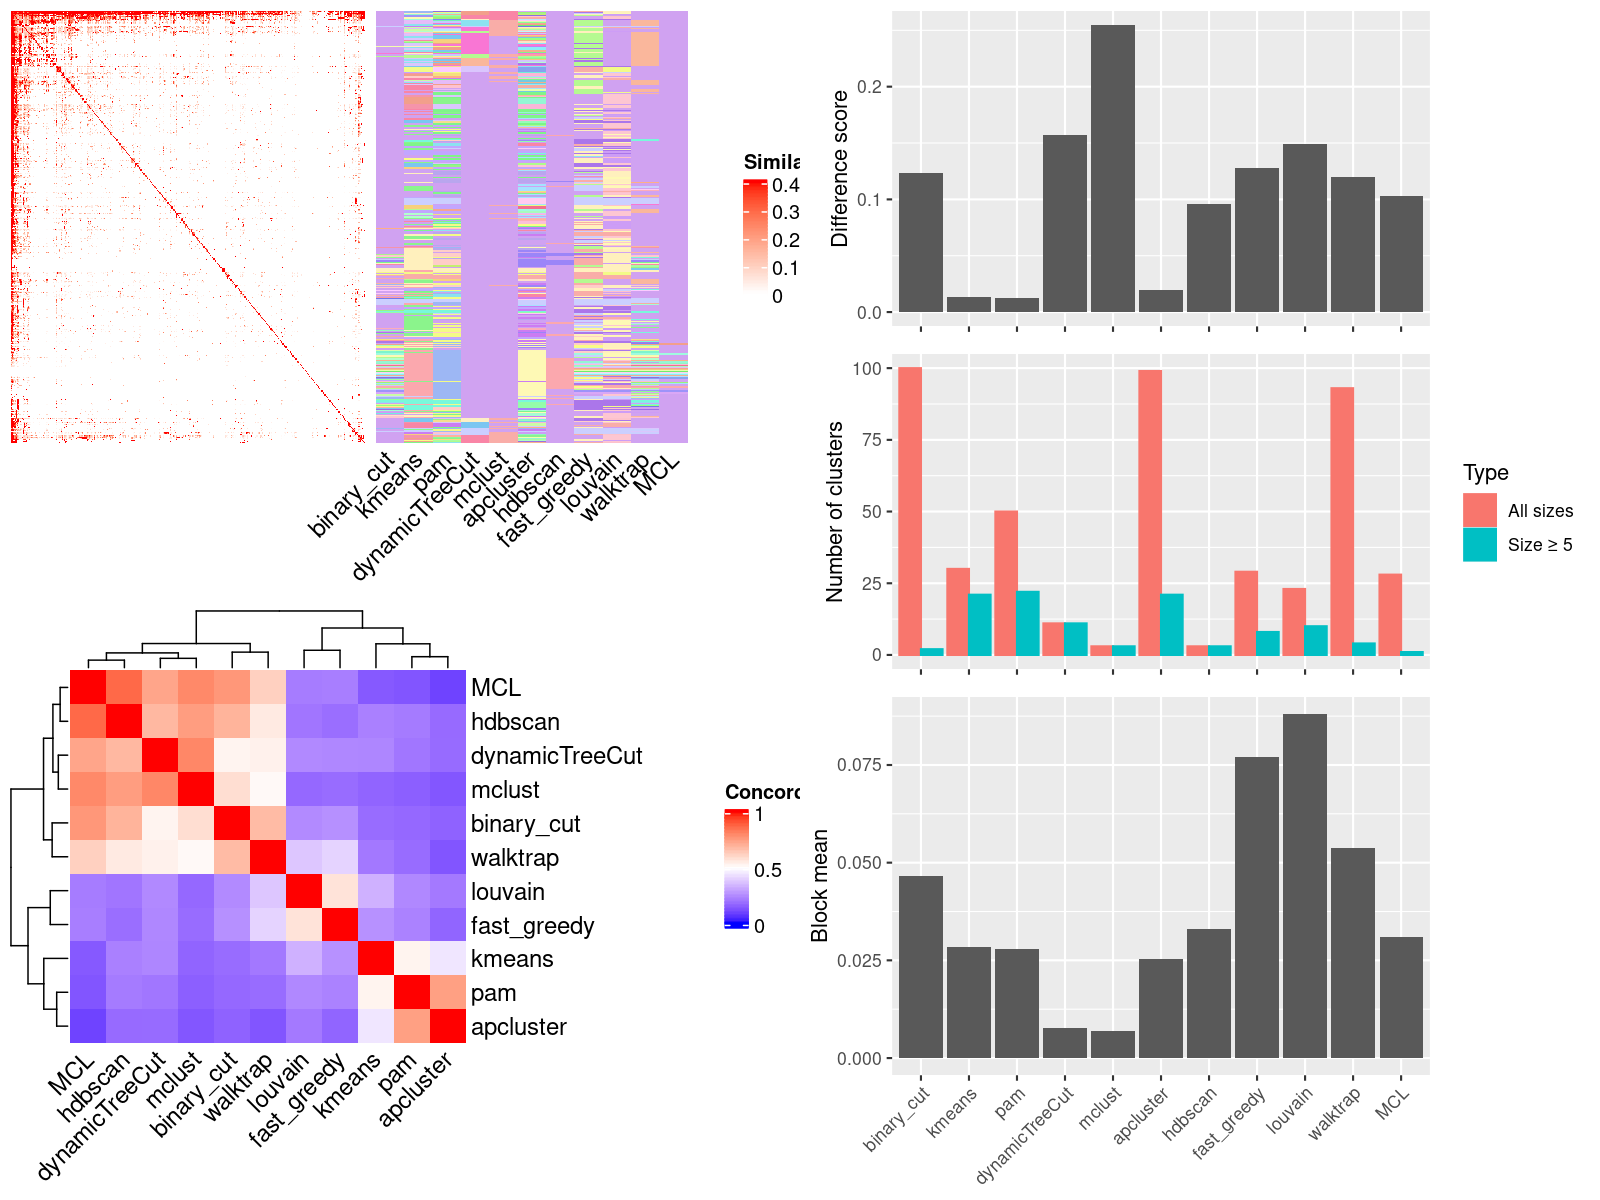 Simila
0.4
0.3
0.2
0.1
0
binary_cut
kmeans
pam
dynamicTreeCut
mclust
apcluster
hdbscan
fast_greedy
louvain
walktrap
MCL
Difference score
0.2
0.1
0.0
Number of clusters
100
75
50
25
0
Type
All sizes
Size ≥ 5
MCL
hdbscan
dynamicTreeCut
mclust
binary_cut
walktrap
louvain
fast_greedy
kmeans
pam
apcluster
MCL
hdbscan
dynamicTreeCut
mclust
binary_cut
walktrap
louvain
fast_greedy
kmeans
pam
apcluster
Concord
1
0.5
0
Block mean
0.075
0.050
0.025
0.000
binary_cut
kmeans
pam
dynamicTreeCut
mclust
apcluster
hdbscan
fast_greedy
louvain
walktrap
MCL